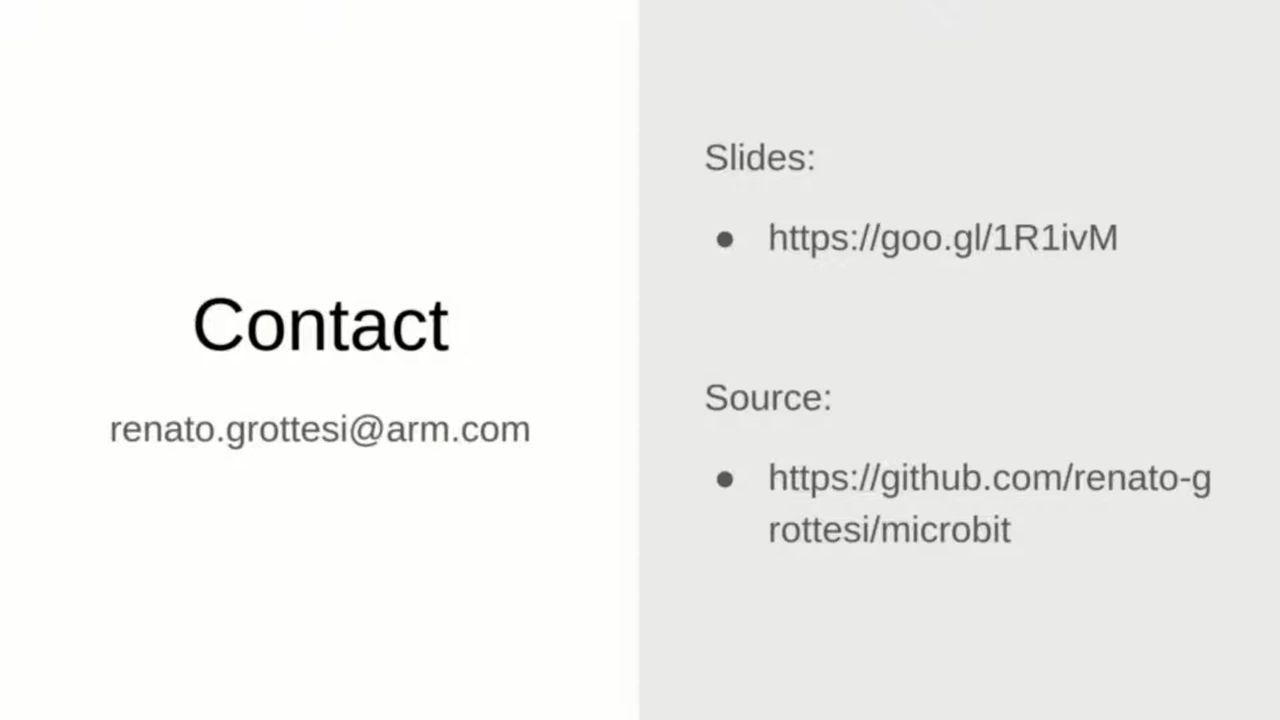 Contact
renato.grottesi@arm.com
Slides:
● https://goo.gl/1R1ivM
Source:
● https://github.com/renato-g
rottesi/microbit